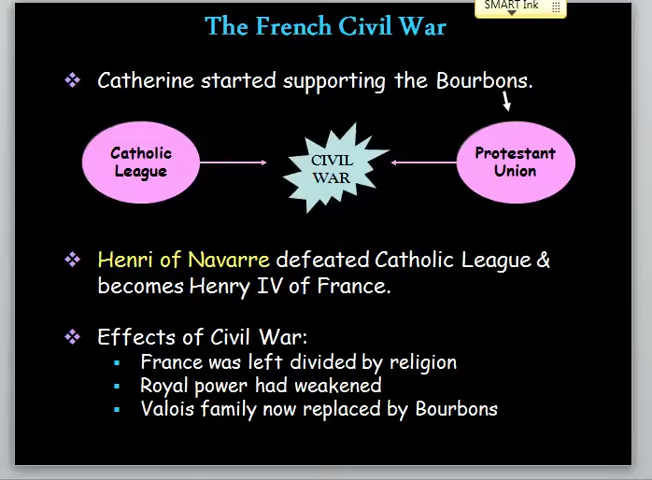 SMART Ink
The French Civil War
Catherine started supporting the Bourbons.
Catholic
League
CIVIL
WAR
Protestant
Union
Henri of Navarre defeated Catholic League &
becomes Henry IV of France.
Effects of Civil War:
France was left divided by religion
Royal power had weakened
Valois family now replaced by Bourbons